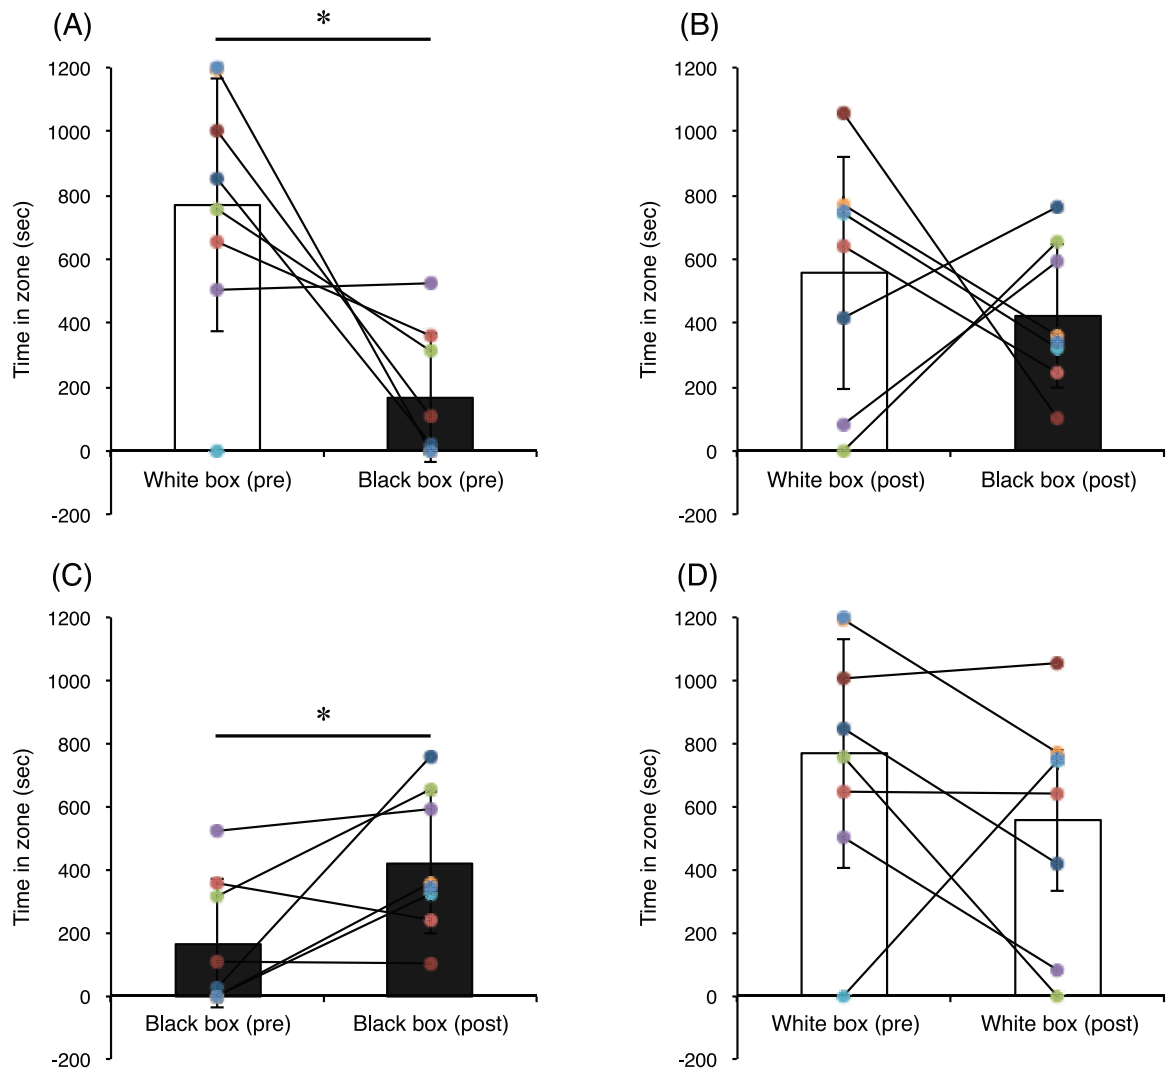 (A)
*
1200
1000
800
600
400
200
0
-200
Time in zone (sec)
White box (pre)
Black box (pre)
(B)
1200
1000
800
600
400
200
0
-200
Time in zone (sec)
White box (post)
Black box (post)
(C)
*
1200
1000
800
600
400
200
0
-200
Time in zone (sec)
Black box (pre)
Black box (post)
(D)
1200
1000
800
600
400
200
0
-200
Time in zone (sec)
White box (pre)
White box (post)